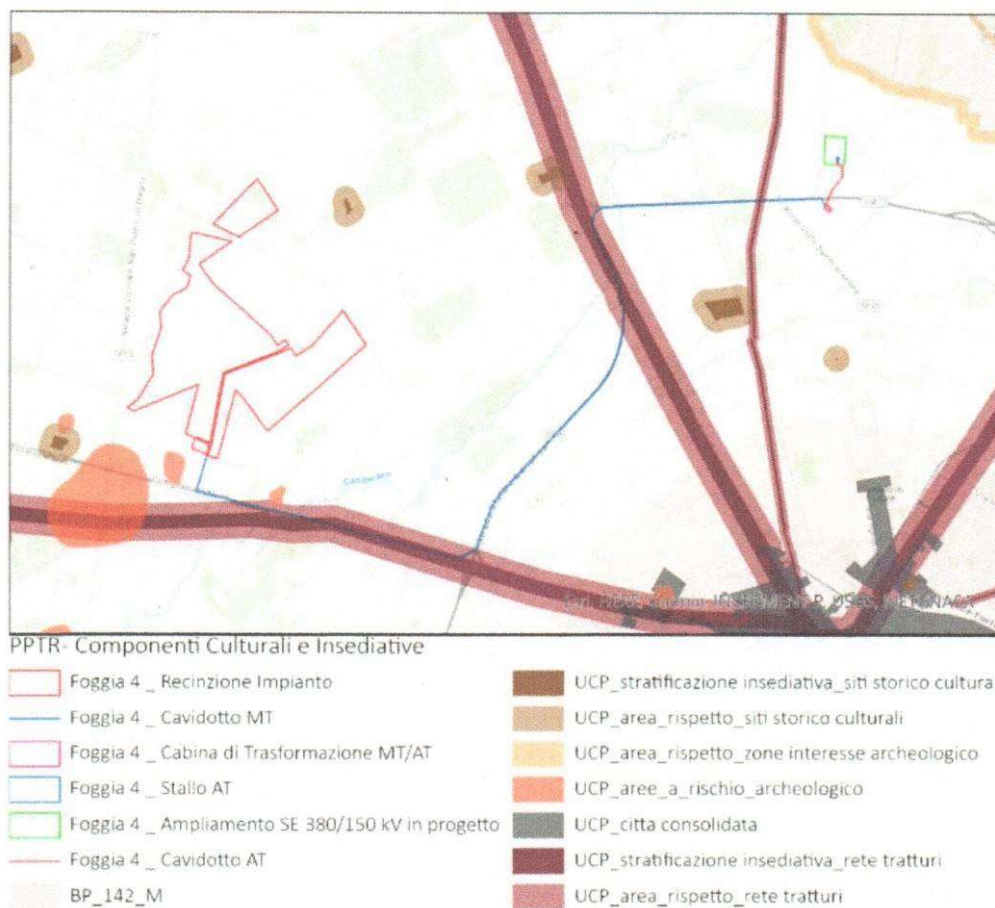 Canaletto
PPTR- Componenti Culturali e Insediative
Foggia 4 _ Recinzione Impianto
Foggia 4 _ Cavidotto MT
Foggia 4 _ Cabina di Trasformazione MT/AT
Foggia 4 _ Stallo AT
Foggia 4 _ Ampliamento SE 380/150 kV in progetto
Foggia 4 _ Cavidotto AT
BP_142_M
UCP_stratificazione insediativa_siti storico cultural
UCP_area_rispetto_siti storico culturali
UCP_area_rispetto_zone interesse archeologico
UCP_aree_a_rischio_archeologico
UCP_citta consolidata
UCP_stratificazione insediativa_rete tratturi
UCP_area_rispetto_rete tratturi